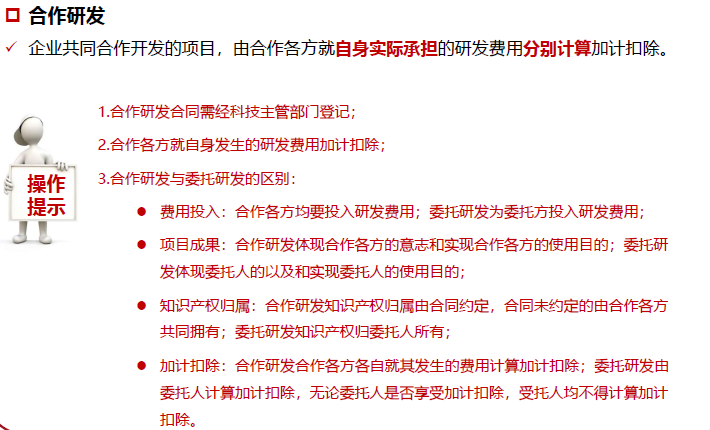 合作研发
企业共同合作开发的项目，由合作各方就自身实际承担的研发费用分别计算加计扣除。
操作
提示
1.合作研发合同需经科技主管部门登记；
2.合作各方就自身发生的研发费用加计扣除；
3.合作研发与委托研发的区别：
费用投入：合作各方均要投入研发费用；委托研发为委托方投入研发费用；
项目成果：合作研发体现合作各方的意志和实现合作各方的使用目的；委托研
发体现委托人的以及和实现委托人的使用目的；
知识产权归属：合作研发知识产权归属由合同约定，合同未约定的由合作各方
共同拥有；委托研发知识产权归委托人所有；
加计扣除：合作研发合作各方各自就其发生的费用计算加计扣除；委托研发由
委托人计算加计扣除，无论委托人是否享受加计扣除，受托人均不得计算加计
扣除。